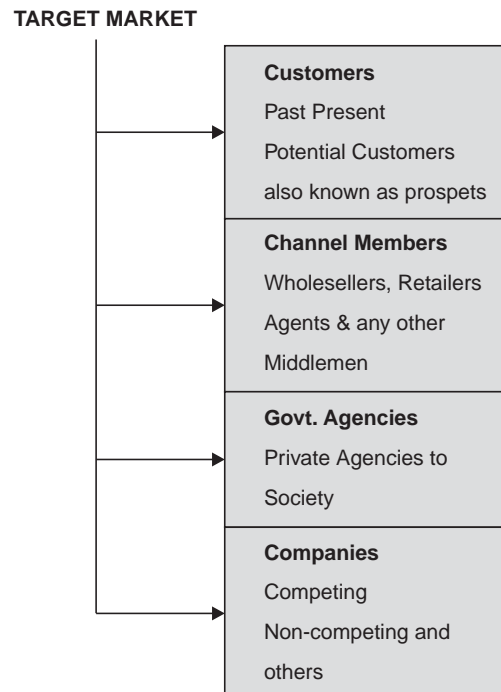 TARGET MARKET
Customers
Past Present
Potential Customers
also known as prospets
Channel Members
Wholesellers, Retailers
Agents & any other
Middlemen
Govt. Agencies
Private Agencies to
Society
Companies
Competing
Non-competing and
others